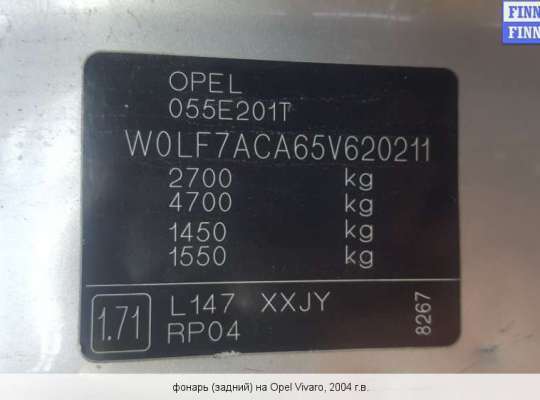 FINN
FINN
OPEL
055E201T
W0LF7ACA65V620211
2700 kg
4700 kg
1450 kg
1550 kg
1.71 L147 XXJY
RP04
8267
фонарь (задний) на Opel Vivaro, 2004 г.в.